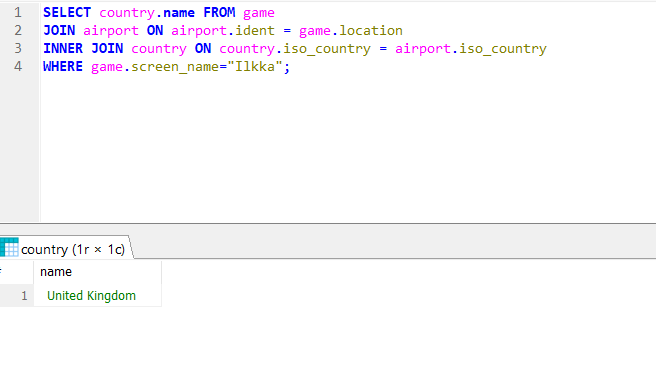 1 SELECT country.name FROM game
2 JOIN airport ON airport.ident = game.location
3 INNER JOIN country ON country.iso_country = airport.iso_country
4 WHERE game.screen_name="Ilkka";
country (1r × 1c)
name
1 United Kingdom